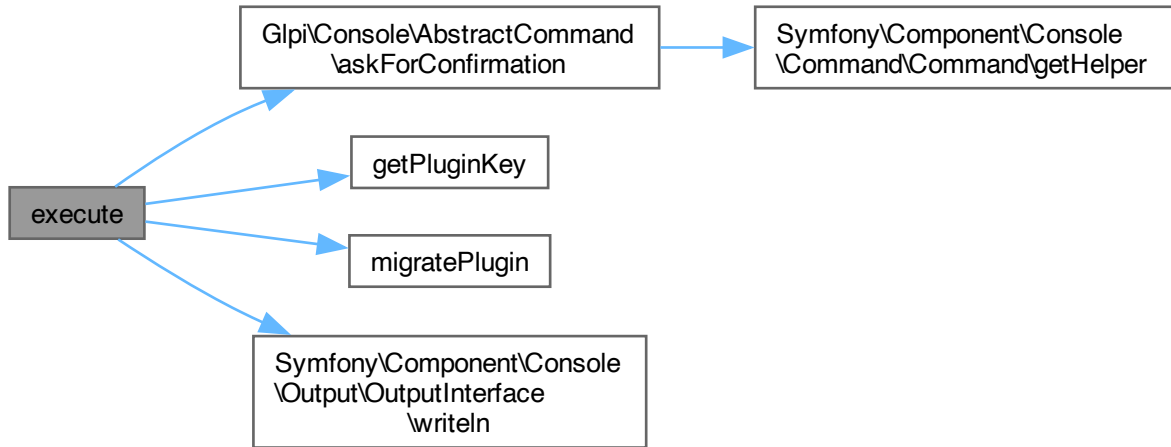 Glpi\Console\AbstractCommand
\askForConfirmation
Symfony\Component\Console
\Command\Command\getHelper
getPluginKey
execute
migratePlugin
Symfony\Component\Console
\Output\OutputInterface
\writeln